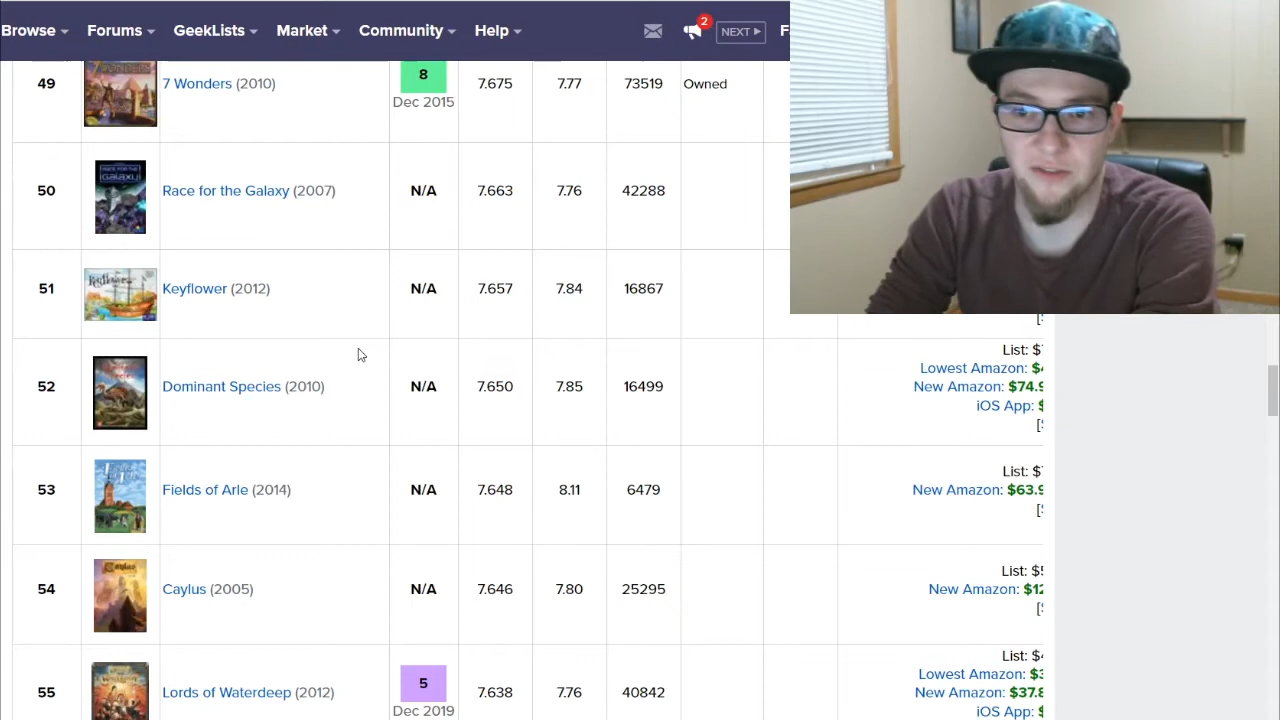 Browse Forums GeekLists Market Community Help 2 NEXT F
49 7 Wonders (2010) 8 7.675 7.77 73519 Owned
Dec 2015
50 Race for the Galaxy (2007) N/A 7.663 7.76 42288
51 Keyflower (2012) N/A 7.657 7.84 16867
List: $
Lowest Amazon: $
52 Dominant Species (2010) N/A 7.650 7.85 16499 New Amazon: $74.9
iOS App: $
List: $
53 Fields of Arle (2014) N/A 7.648 8.11 6479 New Amazon: $63.9
List: $
54 Caylus (2005) N/A 7.646 7.80 25295 New Amazon: $12
List: $
Lowest Amazon: $
55 Lords of Waterdeep (2012) 5 7.638 7.76 40842 New Amazon: $37.8
Dec 2019 iOS App: $